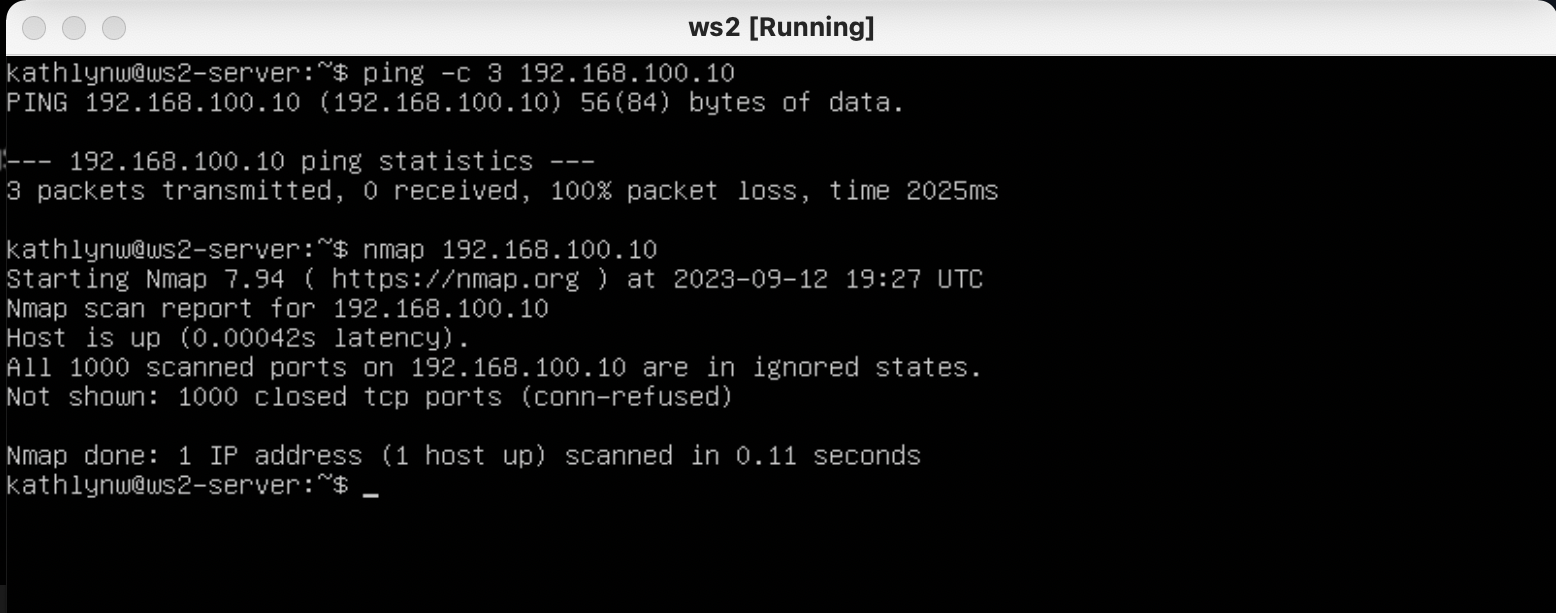 ws2 [Running]
kathlynw@ws2-server:~$ ping -c 3 192.168.100.10
PING 192.168.100.10 (192.168.100.10) 56(84) bytes of data.
--- 192.168.100.10 ping statistics ---
3 packets transmitted, 0 received, 100% packet loss, time 2025ms
kathlynw@ws2-server:~$ nmap 192.168.100.10
Starting Nmap 7.94 ( https://nmap.org ) at 2023-09-12 19:27 UTC
Nmap scan report for 192.168.100.10
Host is up (0.00042s latency).
All 1000 scanned ports on 192.168.100.10 are in ignored states.
Not shown: 1000 closed tcp ports (conn-refused)
Nmap done: 1 IP address (1 host up) scanned in 0.11 seconds
kathlynw@ws2-server:~$ _